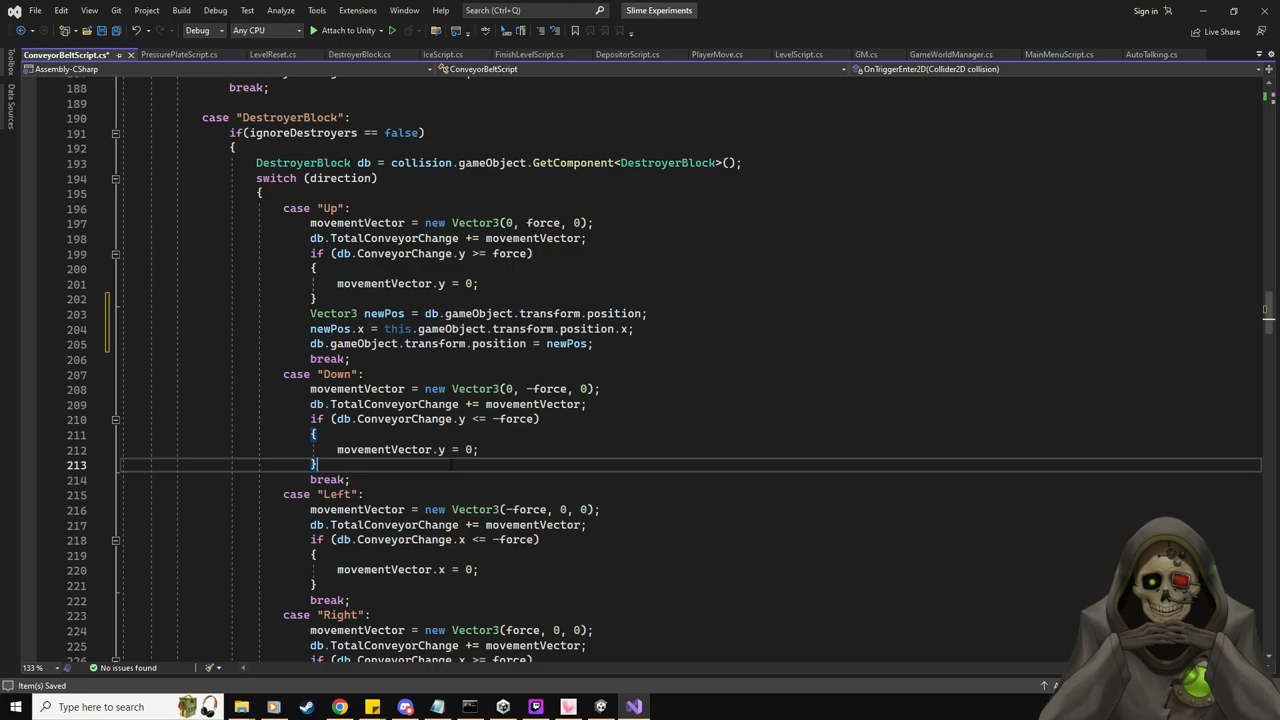 File Edit View Git Project Build Debug Test Analyze Tools Extensions Window Help Search (Ctrl+Q) Slime Experiments Sign in
Debug Any CPU Attach to Unity Live Share
ConveyorBeltScript.cs* PressurePlateScript.cs LevelReset.cs DestroyerBlock.cs IceScript.cs FinishLevelScript.cs DepositorScript.cs PlayerMove.cs LevelScript.cs GM.cs GameWorldManager.cs MainMenuScript.cs AutoTalking.cs
Assembly-CSharp ConveyorBeltScript OnTriggerEnter2D(Collider2D collision)
Toolbox
Data Sources
188 break;
189
190 case "DestroyerBlock":
191 if(ignoreDestroyers == false)
192 {
193 DestroyerBlock db = collision.gameObject.GetComponent<DestroyerBlock>();
194 switch (direction)
195 {
196 case "Up":
197 movementVector = new Vector3(0, force, 0);
198 db.TotalConveyorChange += movementVector;
199 if (db.ConveyorChange.y >= force)
200 {
201 movementVector.y = 0;
202 }
203 Vector3 newPos = db.gameObject.transform.position;
204 newPos.x = this.gameObject.transform.position.x;
205 db.gameObject.transform.position = newPos;
206 break;
207 case "Down":
208 movementVector = new Vector3(0, -force, 0);
209 db.TotalConveyorChange += movementVector;
210 if (db.ConveyorChange.y <= -force)
211 {
212 movementVector.y = 0;
213 }
214 break;
215 case "Left":
216 movementVector = new Vector3(-force, 0, 0);
217 db.TotalConveyorChange += movementVector;
218 if (db.ConveyorChange.x <= -force)
219 {
220 movementVector.x = 0;
221 }
222 break;
223 case "Right":
224 movementVector = new Vector3(force, 0, 0);
225 db.TotalConveyorChange += movementVector;
226 if (db.ConveyorChange.x >= force)
133 % No issues found
Item(s) Saved
Type here to search